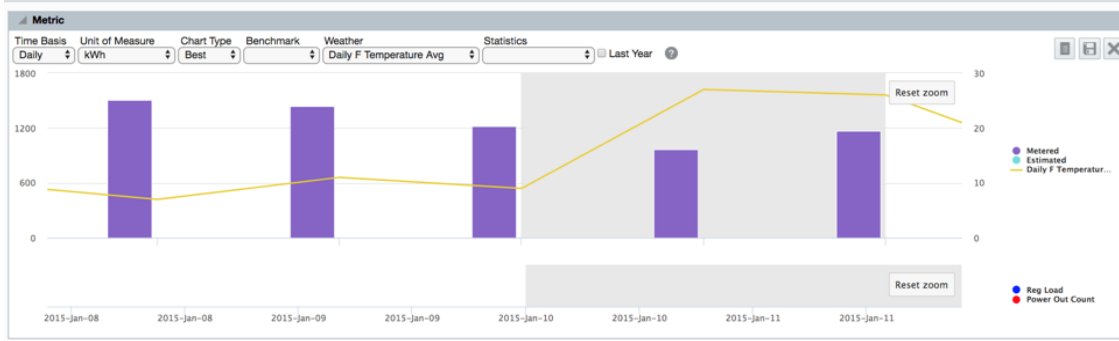 Metric
Time Basis Unit of Measure Chart Type Benchmark Weather Statistics
Daily kWh Best Daily F Temperature Avg Last Year ?
1800 30
Reset zoom
1200 20
Metered
Estimated
Daily F Temperatur...
600 10
0 0
Reset zoom
Reg Load
Power Out Count
2015-Jan-08 2015-Jan-08 2015-Jan-09 2015-Jan-09 2015-Jan-10 2015-Jan-10 2015-Jan-11 2015-Jan-11